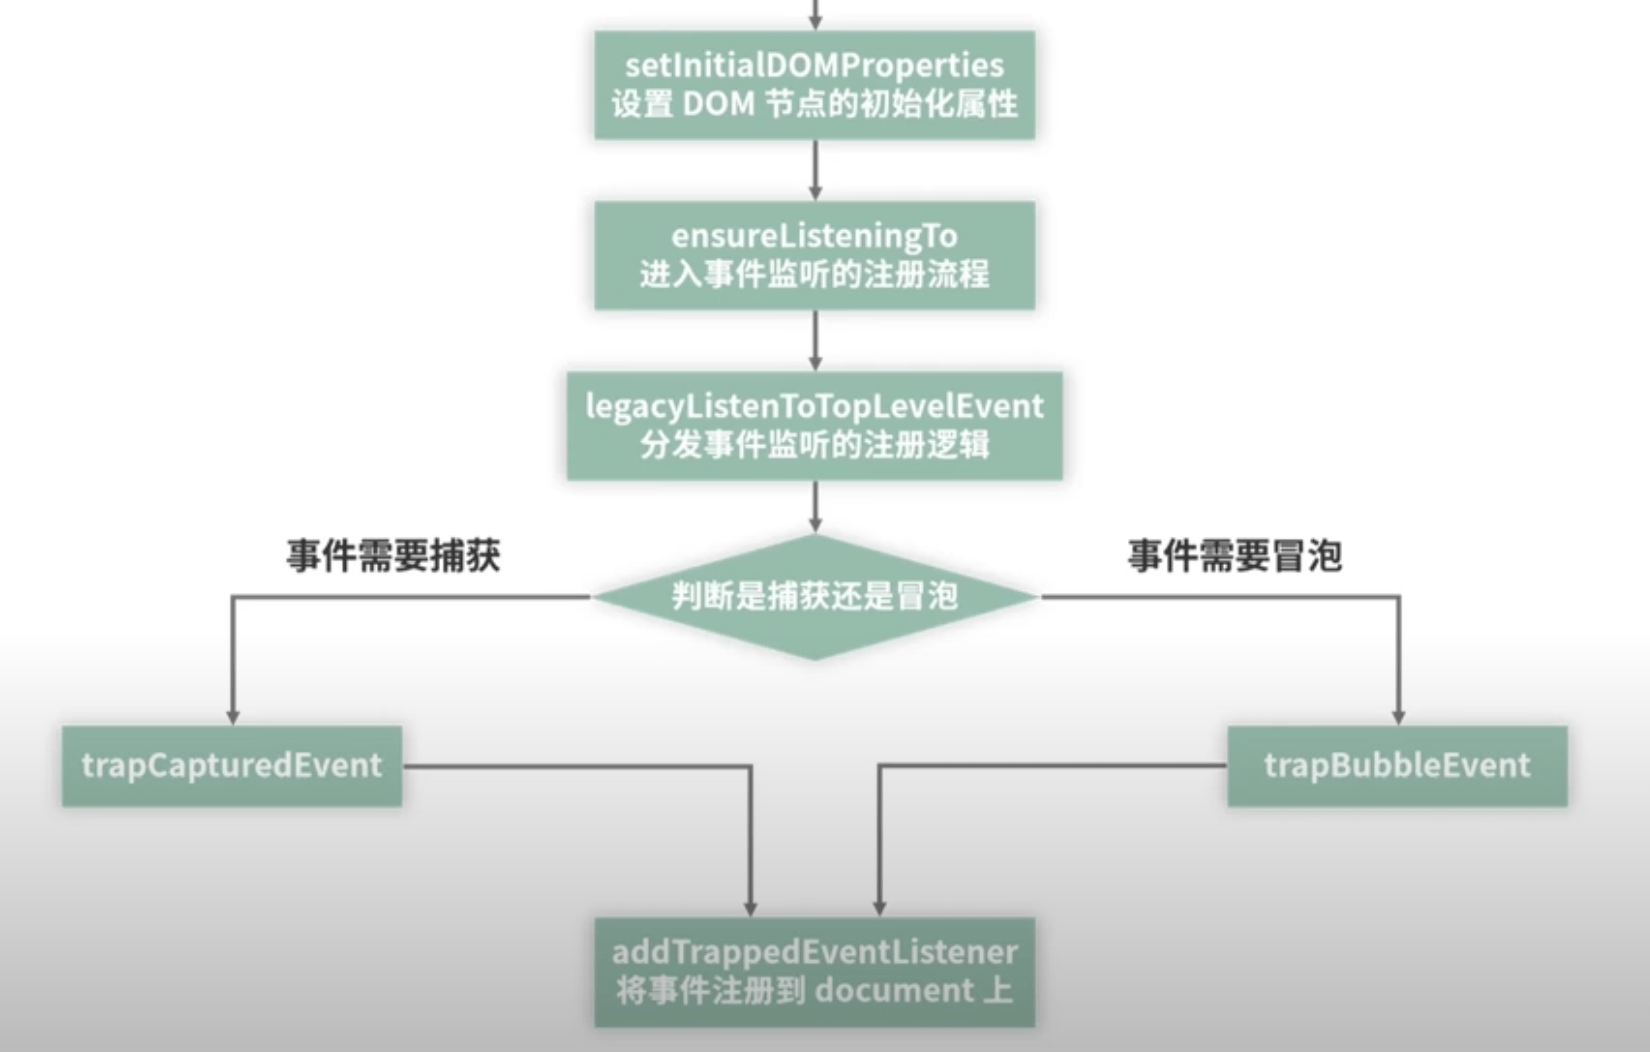 setInitialDOMProperties
设置 DOM 节点的初始化属性
ensureListeningTo
进入事件监听的注册流程
legacyListenToTopLevelEvent
分发事件监听的注册逻辑
事件需要捕获
判断是捕获还是冒泡
事件需要冒泡
trapCapturedEvent
trapBubbleEvent
addTrappedEventListener
将事件注册到 document 上